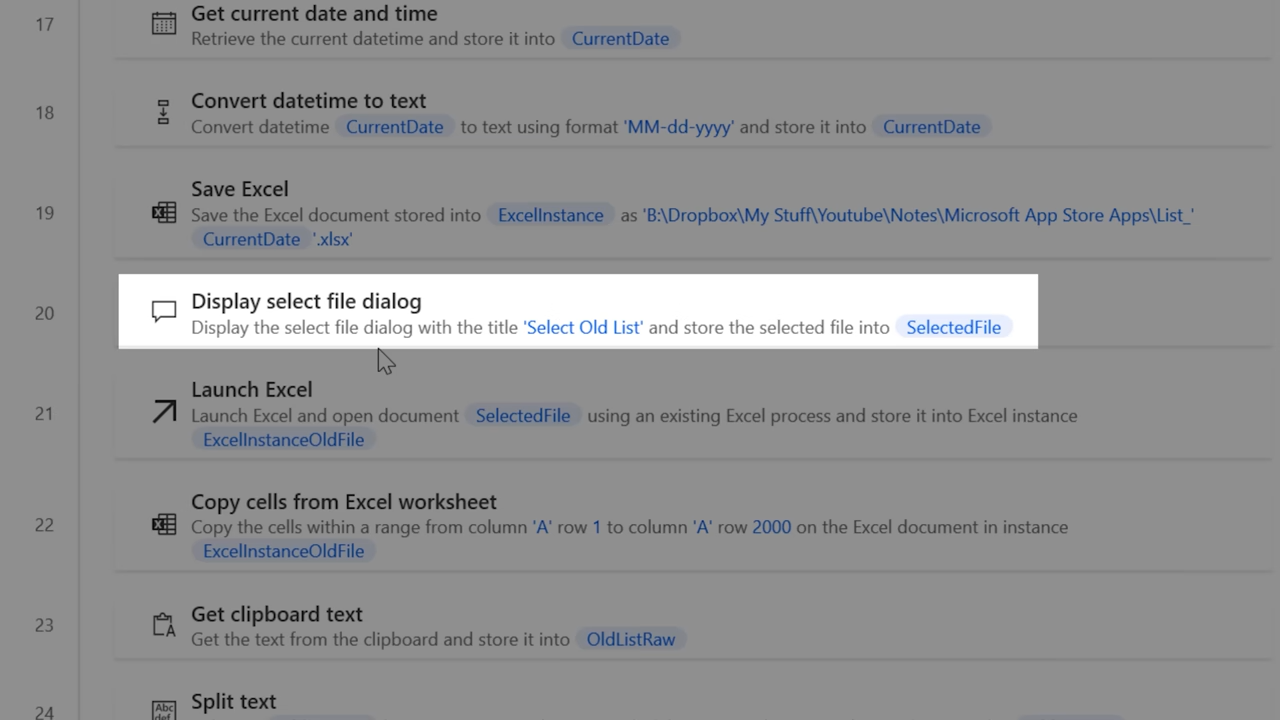 17
Get current date and time
Retrieve the current datetime and store it into CurrentDate
18
Convert datetime to text
Convert datetime CurrentDate to text using format 'MM-dd-yyyy' and store it into CurrentDate
19
Save Excel
Save the Excel document stored into ExcelInstance as 'B:\Dropbox\My Stuff\Youtube\Notes\Microsoft App Store Apps\List_'
CurrentDate '.xlsx'
20
Display select file dialog
Display the select file dialog with the title 'Select Old List' and store the selected file into SelectedFile
21
Launch Excel
Launch Excel and open document SelectedFile using an existing Excel process and store it into Excel instance
ExcelInstanceOldFile
22
Copy cells from Excel worksheet
Copy the cells within a range from column 'A' row 1 to column 'A' row 2000 on the Excel document in instance
ExcelInstanceOldFile
23
Get clipboard text
Get the text from the clipboard and store it into OldListRaw
24
Abc
def
Split text